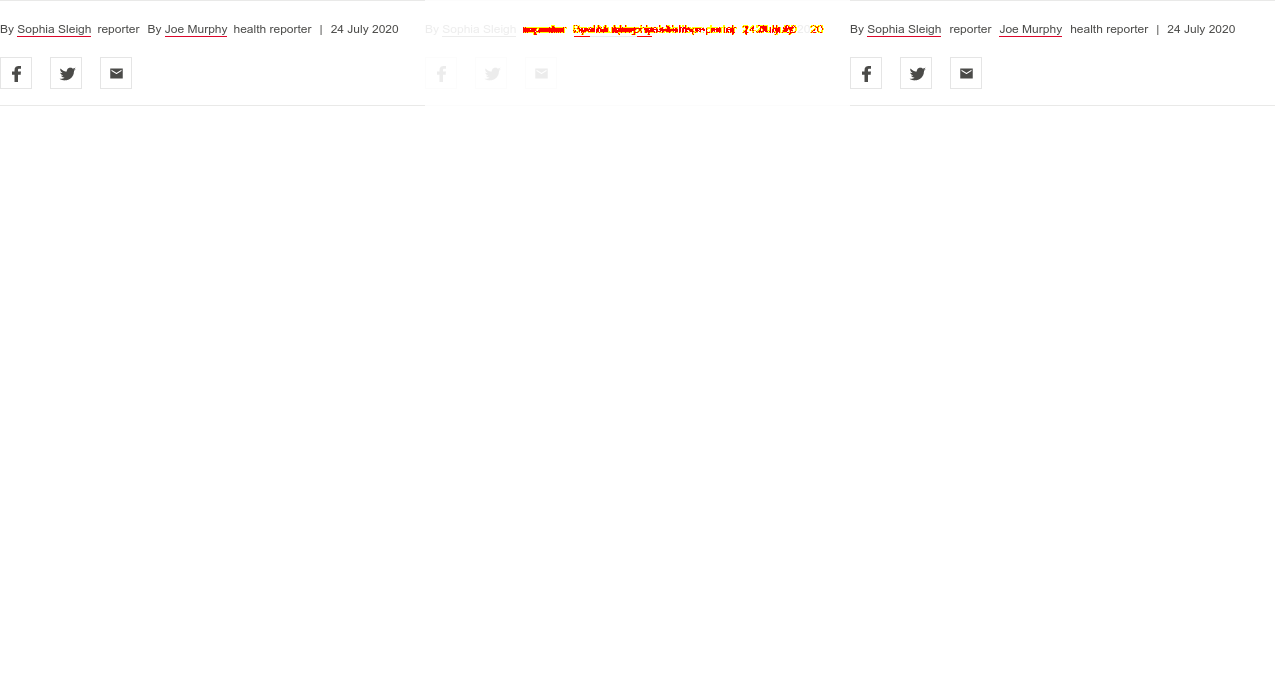 By Sophia Sleigh reporter By Joe Murphy health reporter | 24 July 2020
By Sophia Sleigh
By Sophia Sleigh reporter Joe Murphy health reporter | 24 July 2020